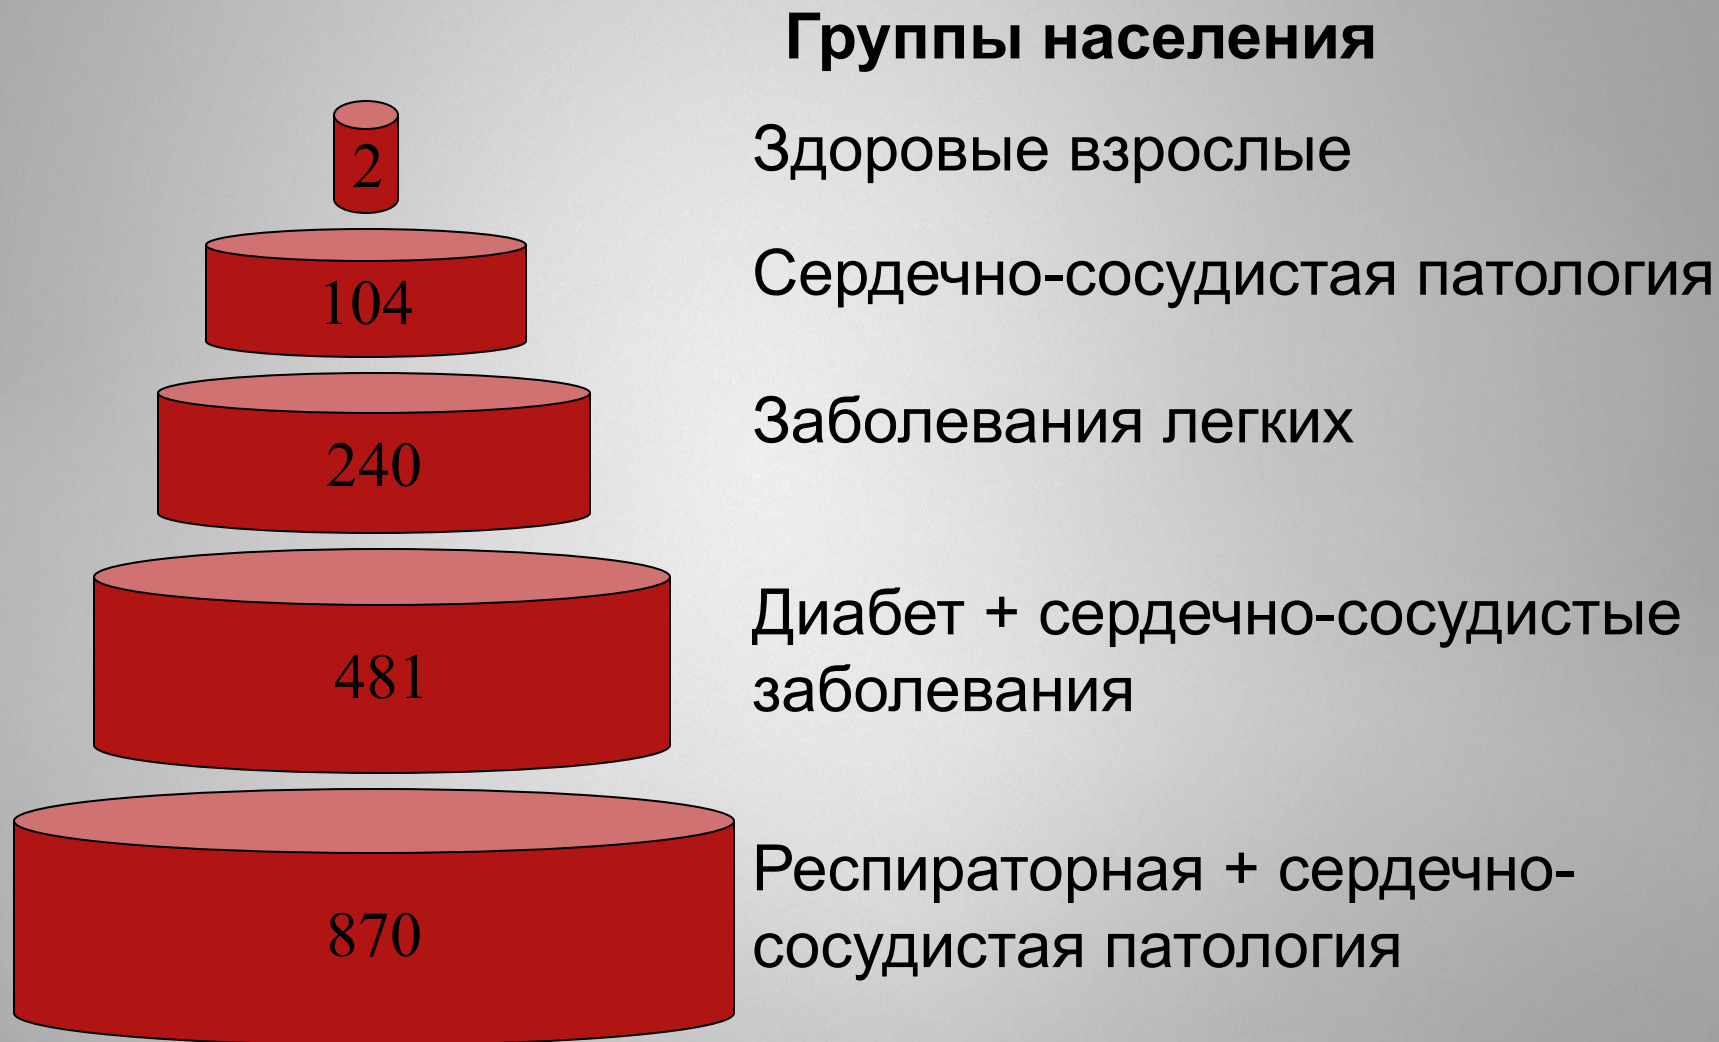 Группы населения
2
Здоровые взрослые
104
Сердечно-сосудистая патология
240
Заболевания легких
481
Диабет + сердечно-сосудистые
заболевания
870
Респираторная + сердечно-
сосудистая патология